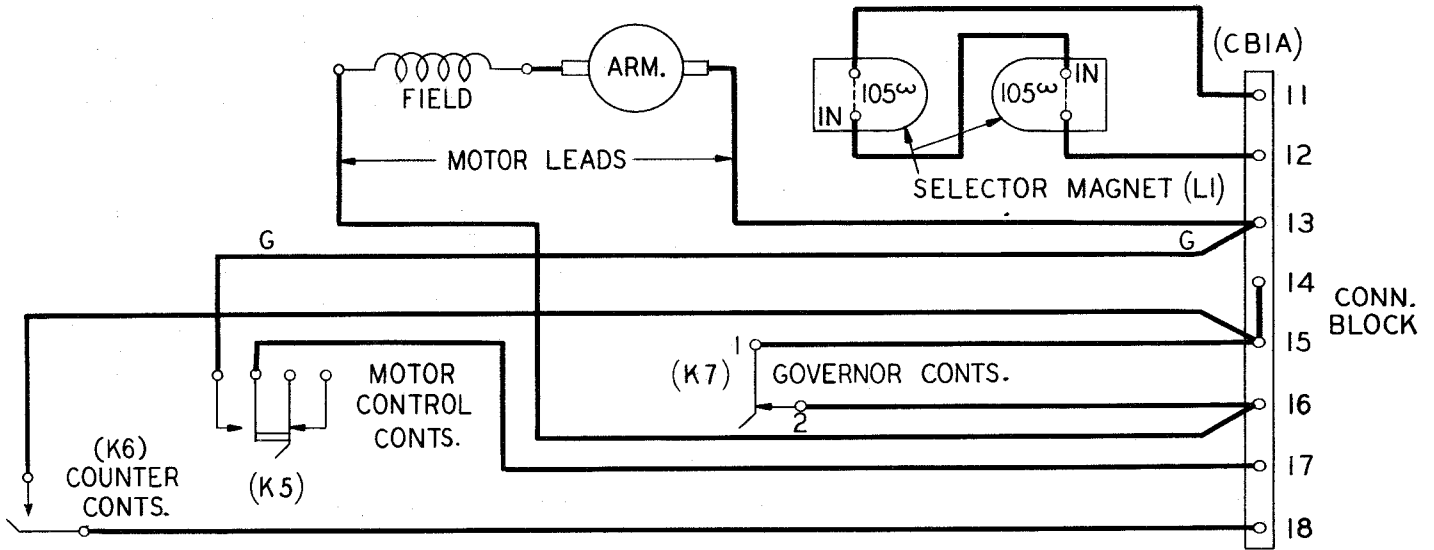 (CB1A)
ARM.
FIELD
105ω
IN
105ω
IN
11
MOTOR LEADS
12
SELECTOR MAGNET (L1)
13
G
G
14
CONN.
BLOCK
15
1
(K7)
GOVERNOR CONTS.
2
16
MOTOR
CONTROL
CONTS.
(K5)
17
(K6)
COUNTER
CONTS.
18